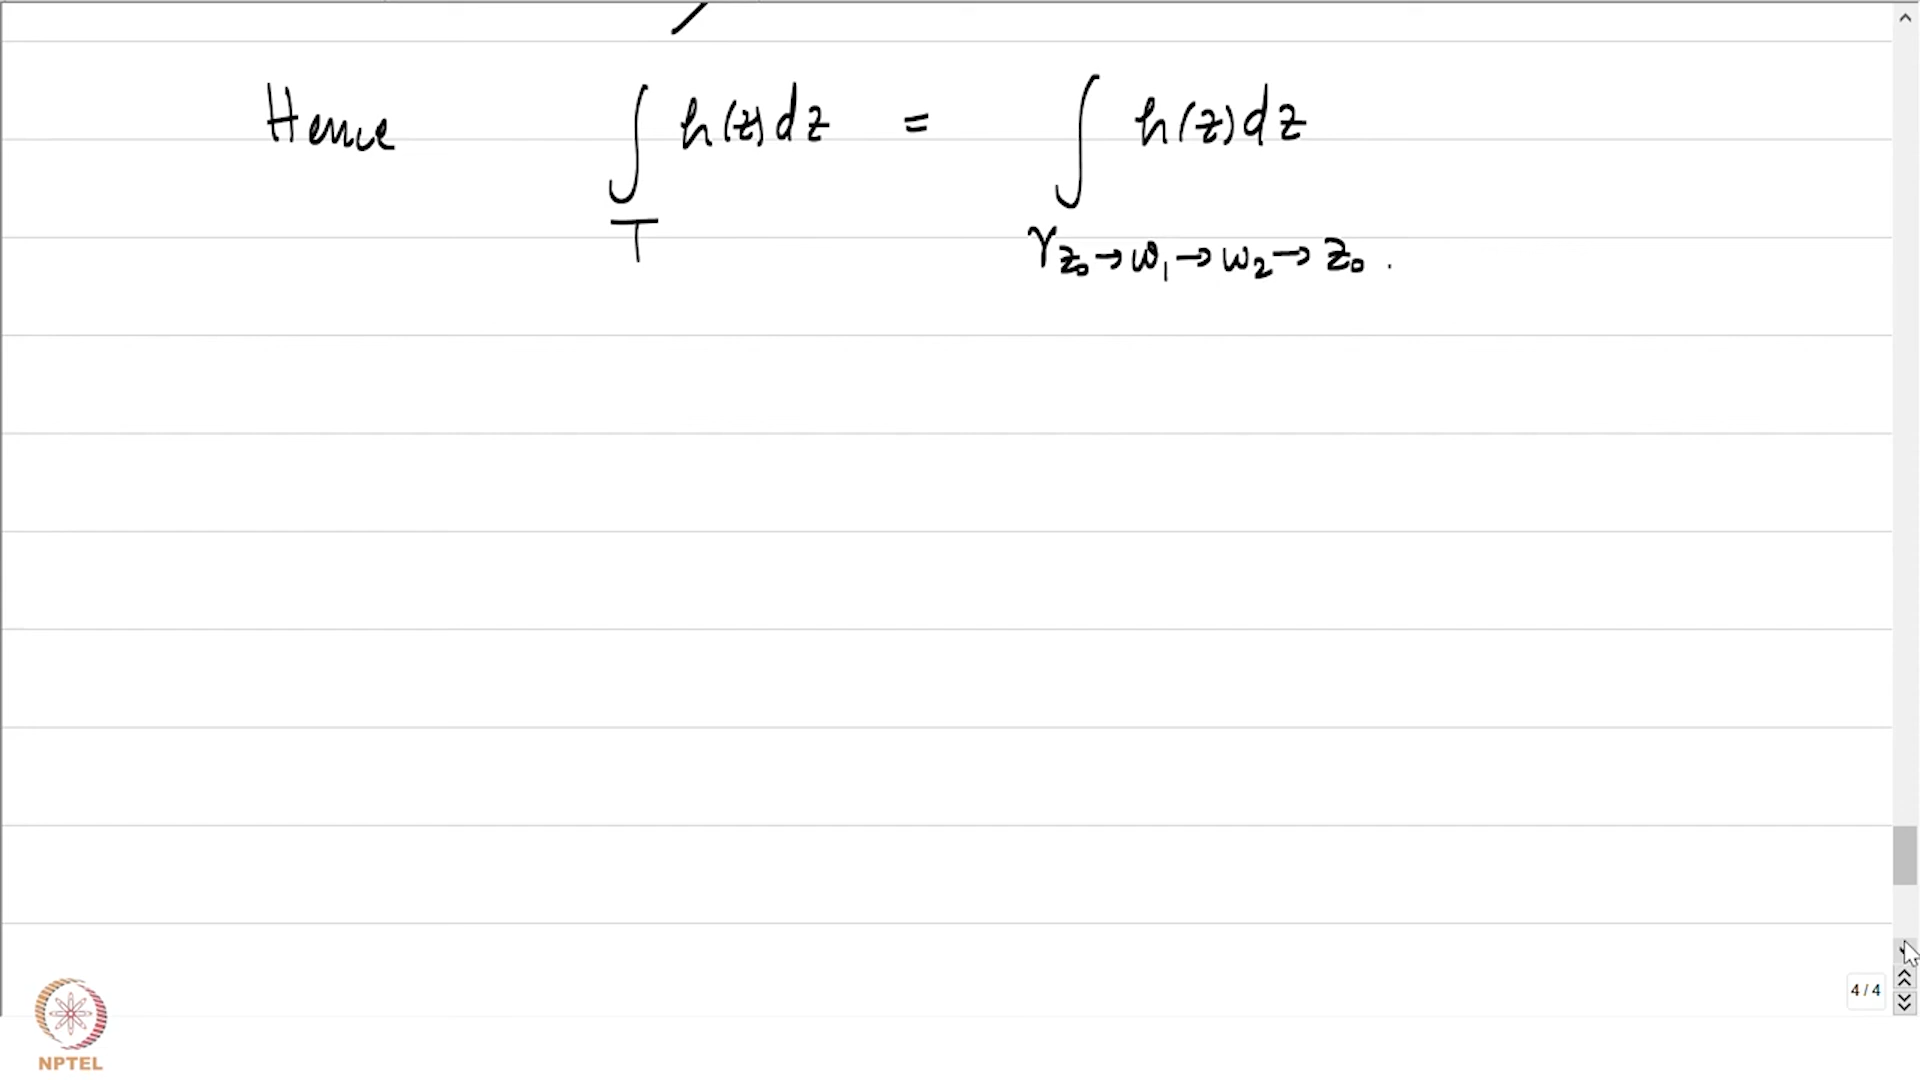 Hence ∫_T h(z)dz = ∫_{γ_{z₀→w₁→w₂→z₀}} h(z)dz .
4 / 4
NPTEL